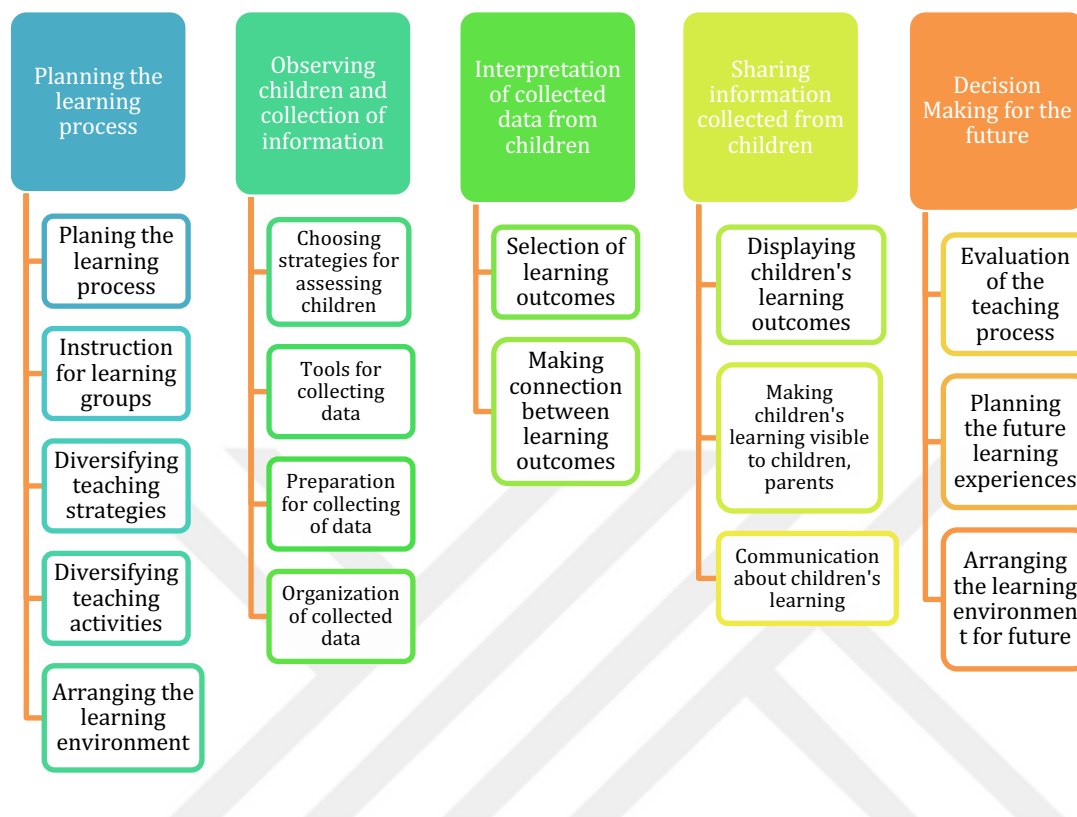 Planning the
learning
process
Planing the
learning
process
Instruction
for learning
groups
Diversifying
teaching
strategies
Diversifying
teaching
activities
Arranging the
learning
environment
Observing
children and
collection of
information
Choosing
strategies for
assessing
children
Tools for
collecting
data
Preparation
for collecting
of data
Organization
of collected
data
Interpretation
of collected
data from
children
Selection of
learning
outcomes
Making
connection
between
learning
outcomes
Sharing
information
collected from
children
Displaying
children's
learning
outcomes
Making
children's
learning visible
to children,
parents
Communication
about children's
learning
Decision
Making for the
future
Evaluation
of the
teaching
process
Planning
the future
learning
experiences
Arranging
the learning
environmen
t for future